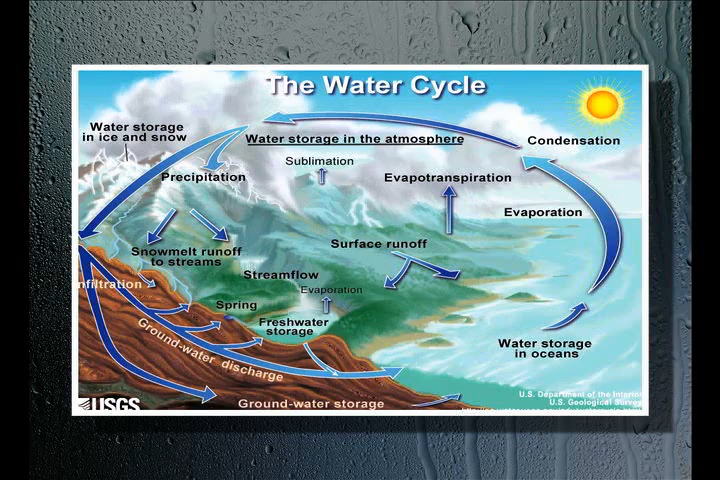 The Water Cycle
Water storage
in ice and snow
Water storage in the atmosphere
Condensation
Sublimation
Precipitation
Evapotranspiration
Evaporation
Surface runoff
Snowmelt runoff
to streams
Streamflow
nfiltration
Evaporation
Spring
Freshwater
storage
Ground-water discharge
Water storage
in oceans
U.S. Department of the Interior
U.S. Geological Survey
USGS
Ground-water storage